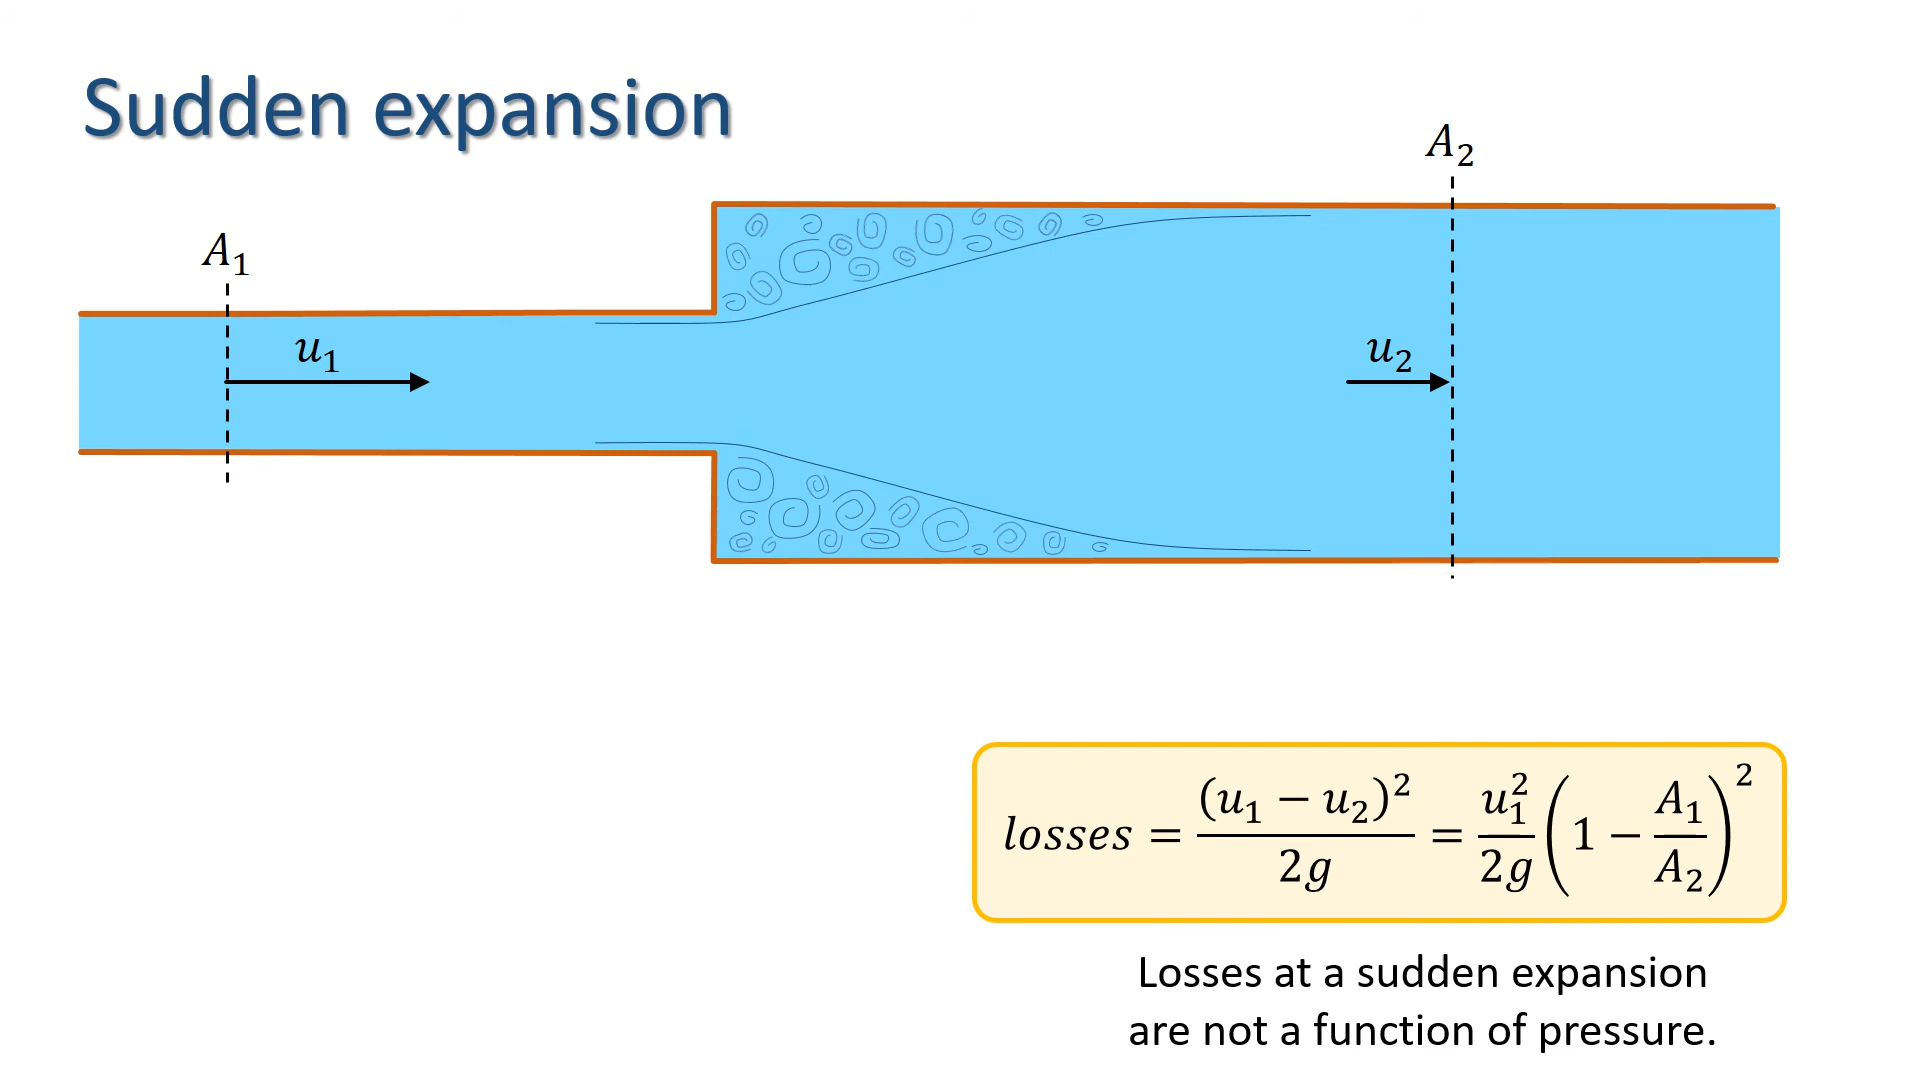 Sudden expansion
A₂
A₁
u₁
u₂
losses = (u₁ − u₂)² / 2g = u₁² / 2g (1 − A₁ / A₂)²
Losses at a sudden expansion
are not a function of pressure.